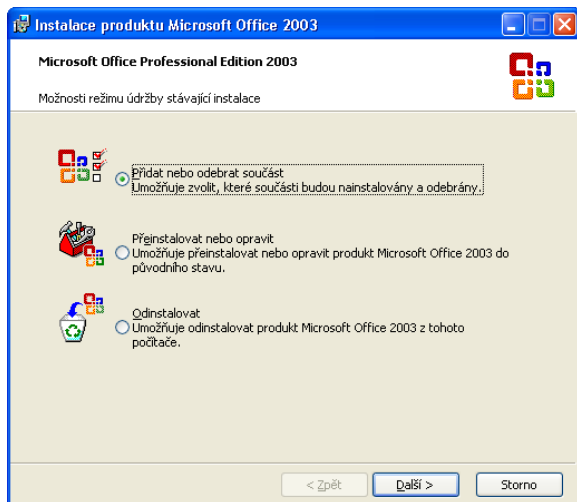 Instalace produktu Microsoft Office 2003
Microsoft Office Professional Edition 2003
Možnosti režimu údržby stávající instalace
Přidat nebo odebrat součást
Umožňuje zvolit, které součásti budou nainstalovány a odebrány.
Přeinstalovat nebo opravit
Umožňuje přeinstalovat nebo opravit produkt Microsoft Office 2003 do
původního stavu.
Odinstalovat
Umožňuje odinstalovat produkt Microsoft Office 2003 z tohoto
počítače.
< Zpět
Další >
Storno